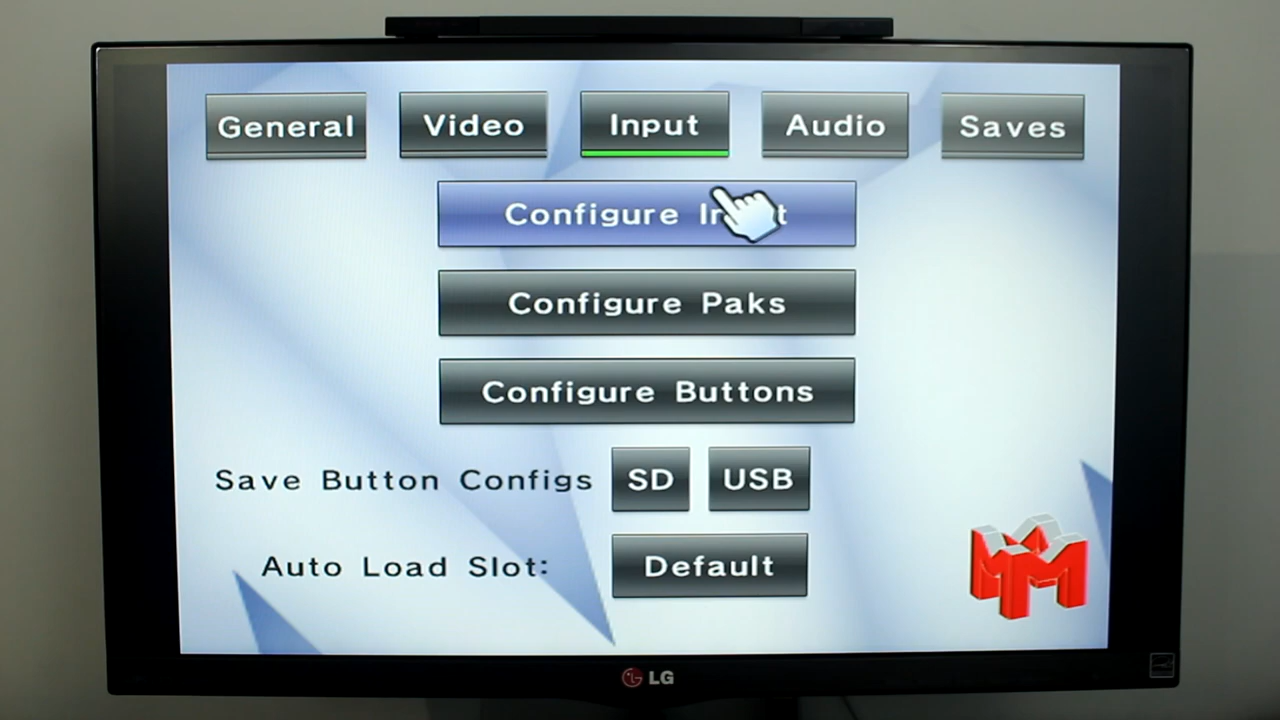 General Video Input Audio Saves
Configure
Configure Paks
Configure Buttons
Save Button Configs SD USB
Auto Load Slot: Default
LG